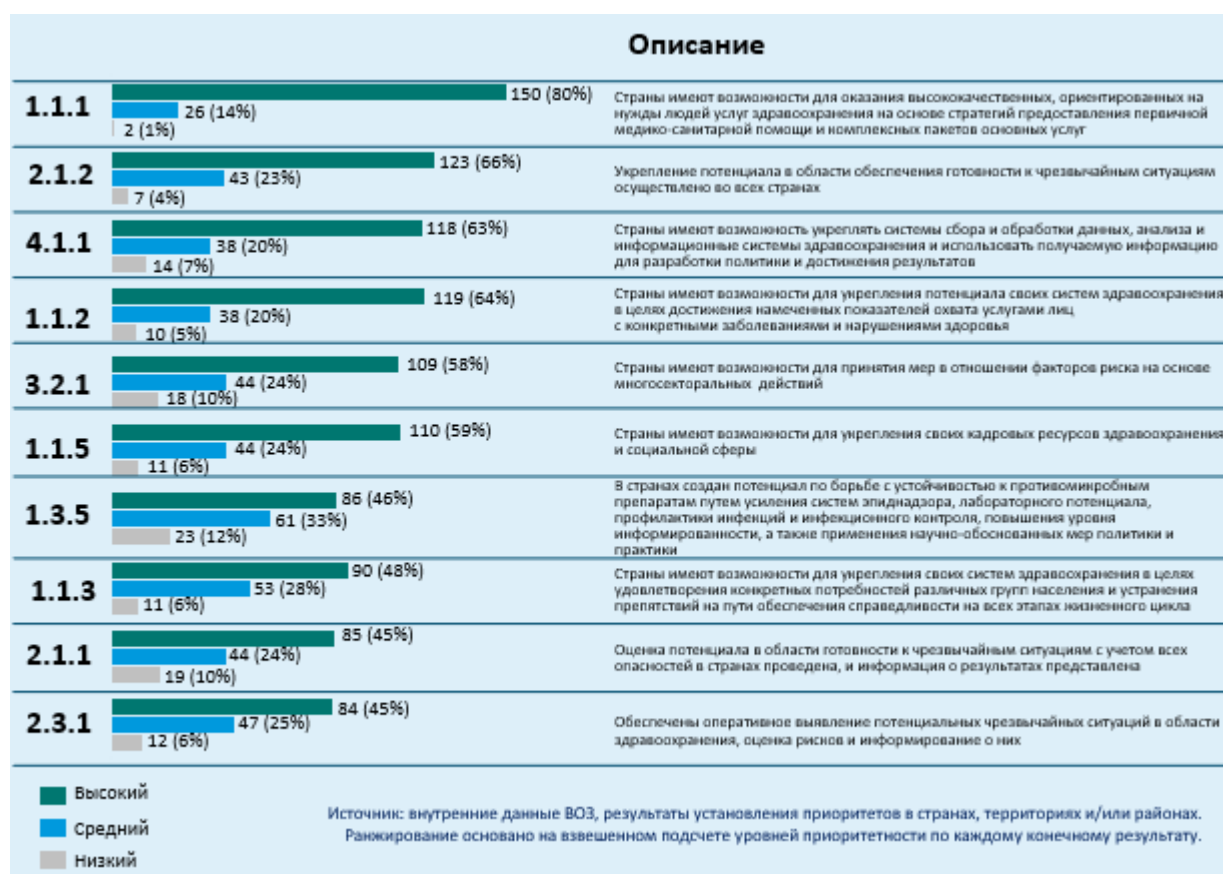 Описание
1.1.1
150 (80%)
26 (14%)
2 (1%)
Страны имеют возможности для оказания высококачественных, ориентированных на
нужды людей услуг здравоохранения на основе стратегий предоставления первичной
медико-санитарной помощи и комплексных пакетов основных услуг
2.1.2
123 (66%)
43 (23%)
7 (4%)
Укрепление потенциала в области обеспечения готовности к чрезвычайным ситуациям
осуществлено во всех странах
4.1.1
118 (63%)
38 (20%)
14 (7%)
Страны имеют возможность укреплять системы сбора и обработки данных, анализа и
информационные системы здравоохранения и использовать получаемую информацию
для разработки политики и достижения результатов
1.1.2
119 (64%)
38 (20%)
10 (5%)
Страны имеют возможности для укрепления потенциала своих систем здравоохранения
в целях достижения намеченных показателей охвата услугами лиц
с конкретными заболеваниями и нарушениями здоровья
3.2.1
109 (58%)
44 (24%)
18 (10%)
Страны имеют возможности для принятия мер в отношении факторов риска на основе
многосекторальных действий
1.1.5
110 (59%)
44 (24%)
11 (6%)
Страны имеют возможности для укрепления своих кадровых ресурсов здравоохранения
и социальной сферы
1.3.5
86 (46%)
61 (33%)
23 (12%)
В странах создан потенциал по борьбе с устойчивостью к противомикробным
препаратам путем усиления систем эпиднадзора, лабораторного потенциала,
профилактики инфекций и инфекционного контроля, повышения уровня
информированности, а также применения научно-обоснованных мер политики и
практики
1.1.3
90 (48%)
53 (28%)
11 (6%)
Страны имеют возможности для укрепления своих систем здравоохранения в целях
удовлетворения конкретных потребностей различных групп населения и устранения
препятствий на пути обеспечения справедливости на всех этапах жизненного цикла
2.1.1
85 (45%)
44 (24%)
19 (10%)
Оценка потенциала в области готовности к чрезвычайным ситуациям с учетом всех
опасностей в странах проведена, и информация о результатах представлена
2.3.1
84 (45%)
47 (25%)
12 (6%)
Обеспечены оперативное выявление потенциальных чрезвычайных ситуаций в области
здравоохранения, оценка рисков и информирование о них
Высокий
Средний
Низкий
Источник: внутренние данные ВОЗ, результаты установления приоритетов в странах, территориях и/или районах.
Ранжирование основано на взвешенном подсчете уровней приоритетности по каждому конечному результату.